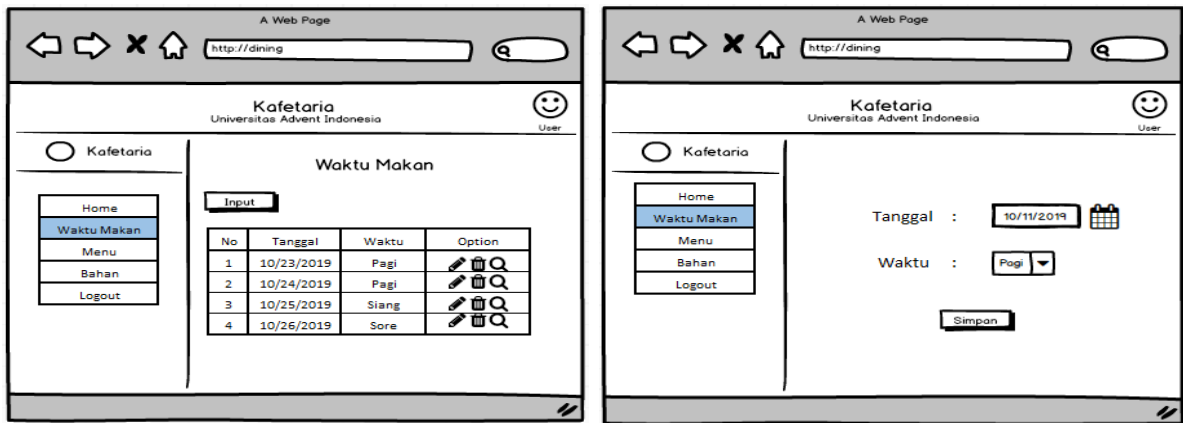 A Web Page
http://dining
Kafetaria
Universitas Advent Indonesia
User
Kafetaria
Home
Waktu Makan
Menu
Bahan
Logout
Waktu Makan
Input
No Tanggal Waktu Option
1 10/23/2019 Pagi
2 10/24/2019 Pagi
3 10/25/2019 Siang
4 10/26/2019 Sore
A Web Page
http://dining
Kafetaria
Universitas Advent Indonesia
User
Kafetaria
Home
Waktu Makan
Menu
Bahan
Logout
Tanggal : 10/11/2019
Waktu : Pagi
Simpan